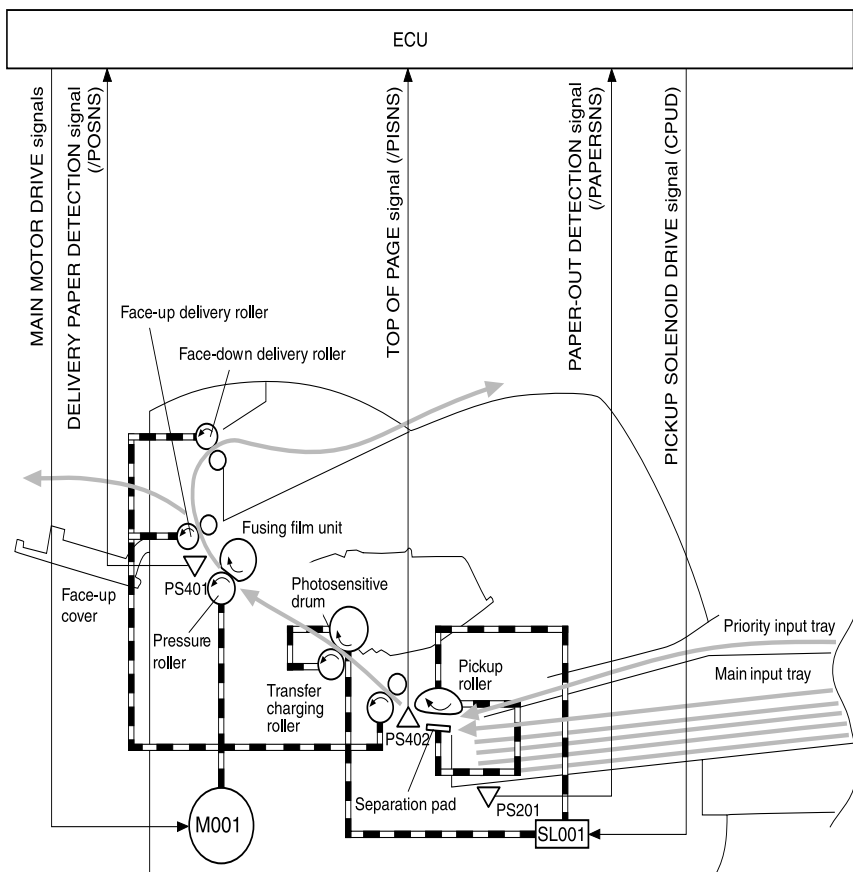 ECU
MAIN MOTOR DRIVE signals
DELIVERY PAPER DETECTION signal
(/POSNS)
TOP OF PAGE signal (/PISNS)
PAPER-OUT DETECTION signal
(/PAPERSNS)
PICKUP SOLENOID DRIVE signal (CPUD)
Face-up delivery roller
Face-down delivery roller
Fusing film unit
PS401
Face-up
cover
Pressure
roller
Photosensitive
drum
Transfer
charging
roller
Pickup
roller
PS402
Priority input tray
Main input tray
Separation pad
PS201
M001
SL001